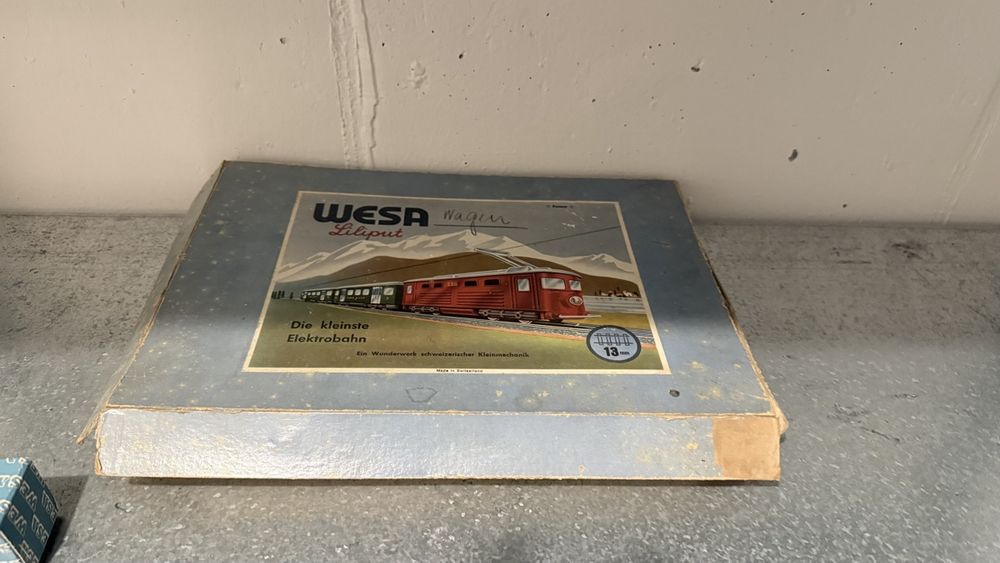 WESA Wagen
Liliput
Die kleinste
Elektrobahn
Ein Wunderwerk schweizerischer Kleinmechanik
13 mm
Made in Switzerland